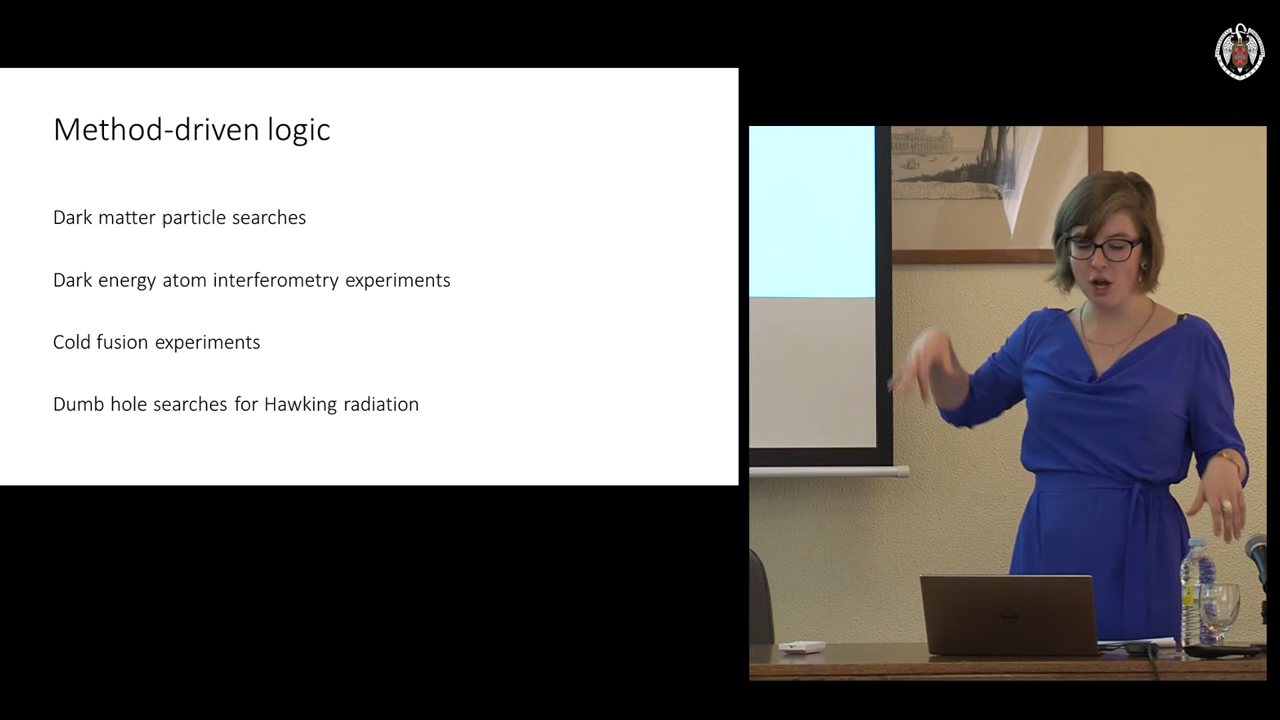 Method-driven logic
Dark matter particle searches
Dark energy atom interferometry experiments
Cold fusion experiments
Dumb hole searches for Hawking radiation